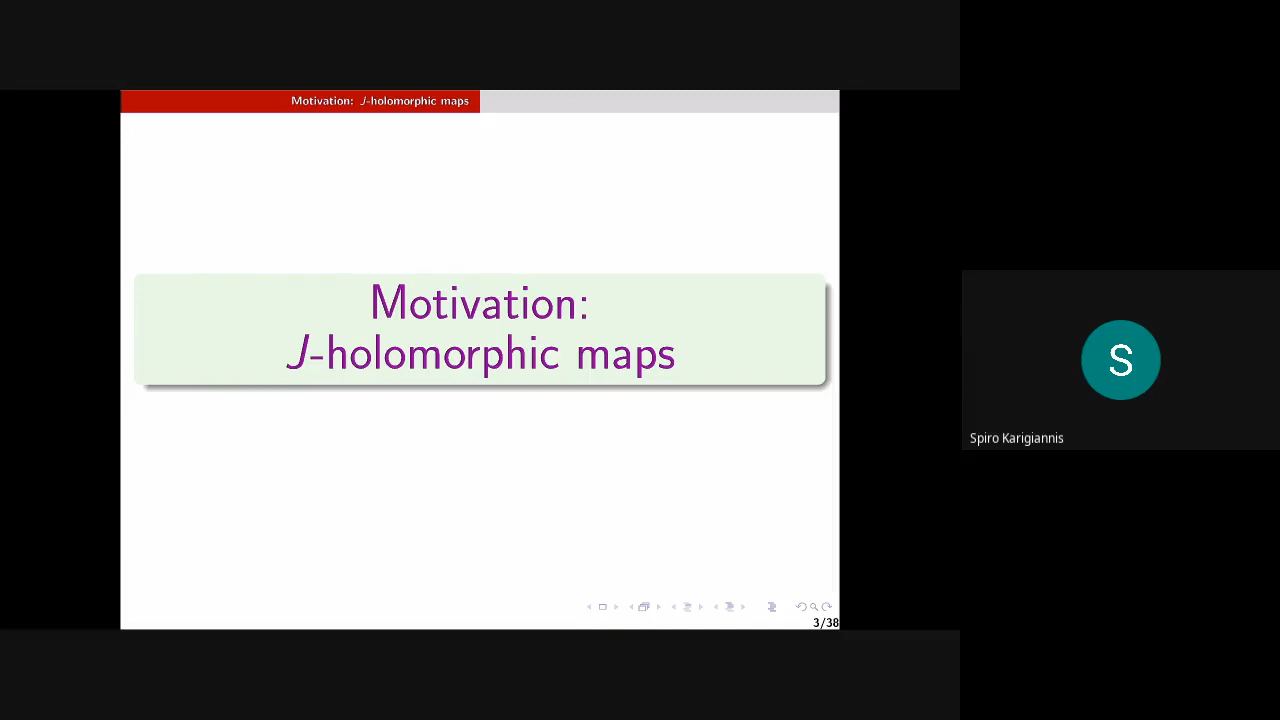 Motivation: J-holomorphic maps
Motivation:
J-holomorphic maps
3/38
S
Spiro Karigiannis